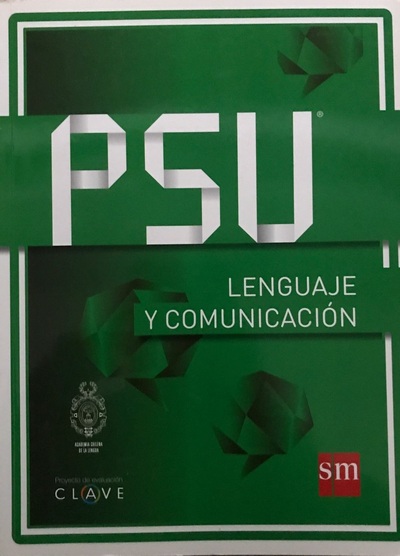 PSU®
LENGUAJE
Y COMUNICACIÓN
ACADEMIA CHILENA
DE LA LENGUA
Proyecto de evaluación
CLAVE
sm